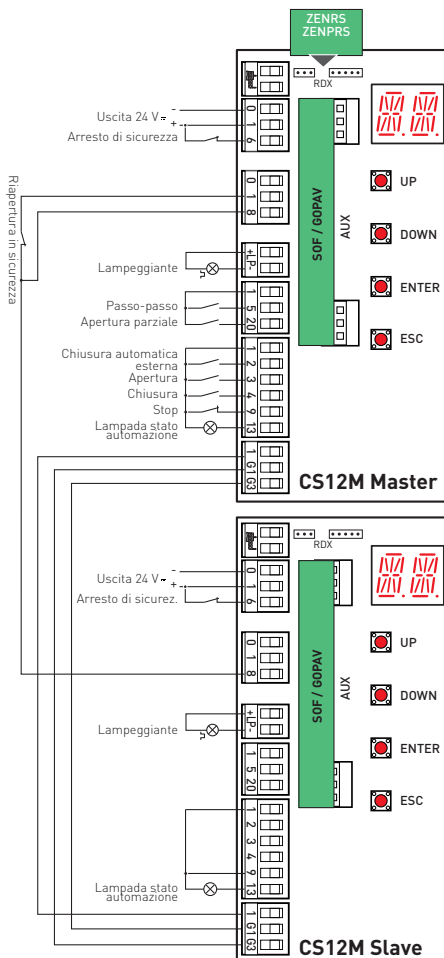 ZENRS
ZENPRS
RDX
Uscita 24 V
-
+
0
1
6
Arresto di sicurezza
Riapertura in sicurezza
0
1
8
SOF / GOPAV
AUX
UP
DOWN
ENTER
ESC
Lampeggiante
+LP-
Passo-passo
Apertura parziale
1
5
20
Chiusura automatica
esterna
Apertura
Chiusura
Stop
Lampada stato
automazione
1
2
3
4
9
13
1
G1
G3
CS12M Master
RDX
Uscita 24 V
-
+
0
1
6
Arresto di sicurez.
0
1
8
SOF / GOPAV
AUX
UP
DOWN
ENTER
ESC
Lampeggiante
+LP-
1
5
20
1
2
3
4
9
13
Lampada stato
automazione
1
G1
G3
CS12M Slave